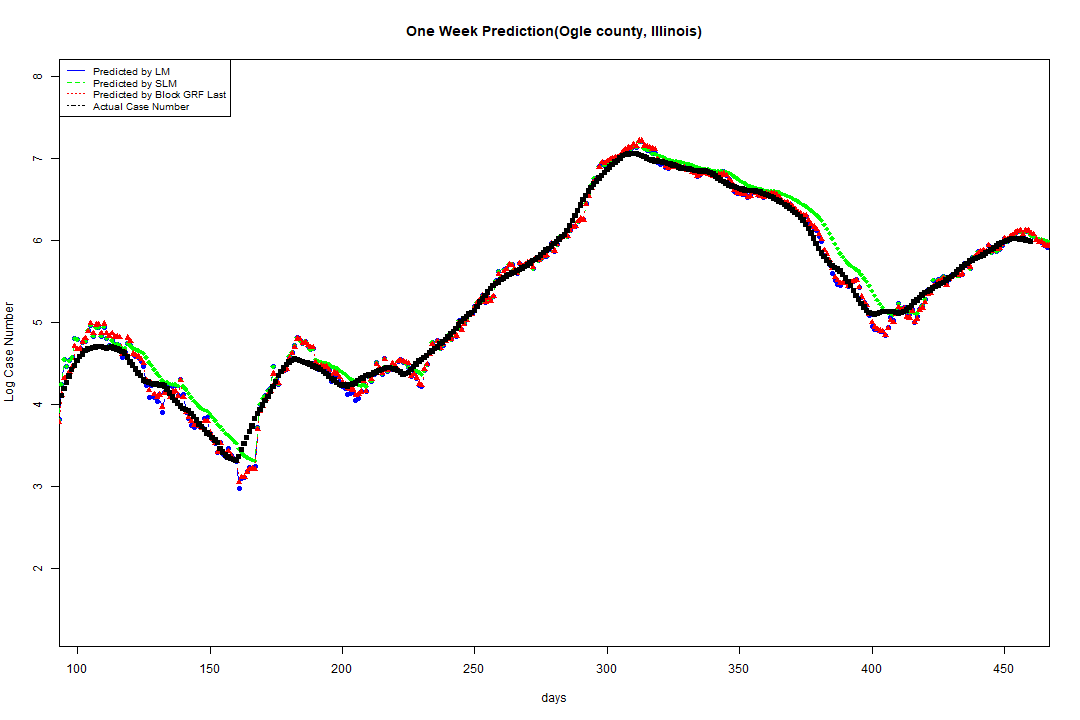 One Week Prediction(Ogle county, Illinois)
Predicted by LM
Predicted by SLM
Predicted by Block GRF Last
Actual Case Number
8
7
6
5
4
3
2
Log Case Number
100 150 200 250 300 350 400 450
days